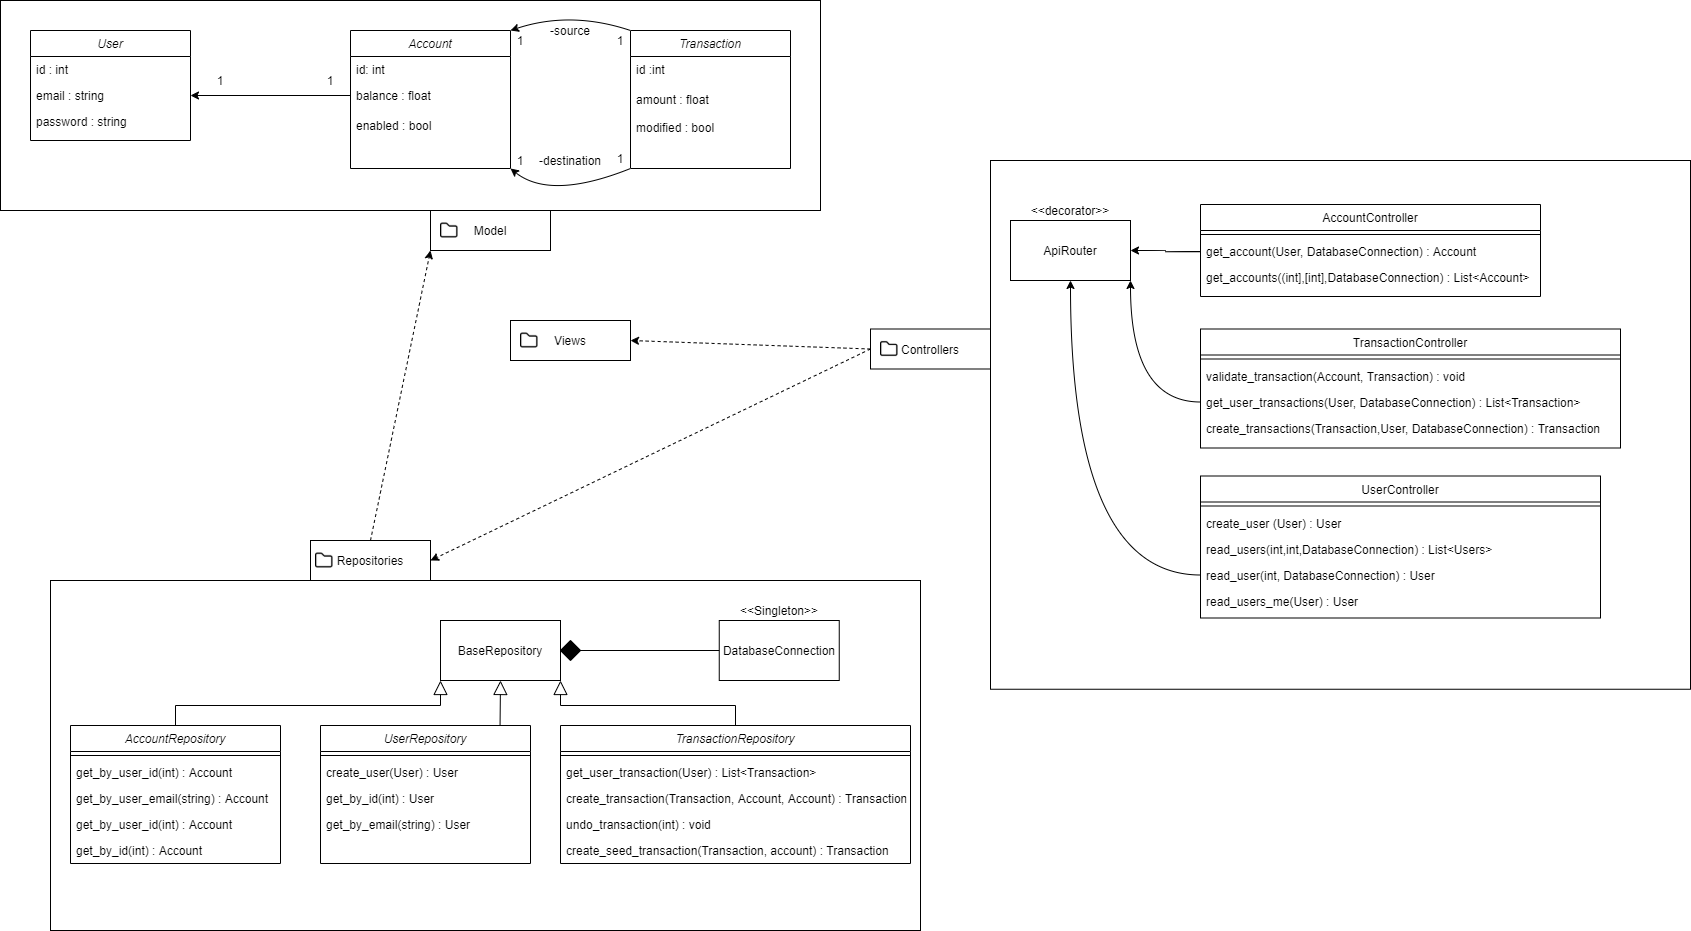 User
id : int
email : string
password : string
1
1
Account
id: int
balance : float
enabled : bool
-source
1
1
1
-destination
1
Transaction
id :int
amount : float
modified : bool
Model
Views
Controllers
<<decorator>>
ApiRouter
AccountController
get_account(User, DatabaseConnection) : Account
get_accounts((int],[int],DatabaseConnection) : List<Account>
TransactionController
validate_transaction(Account, Transaction) : void
get_user_transactions(User, DatabaseConnection) : List<Transaction>
create_transactions(Transaction,User, DatabaseConnection) : Transaction
UserController
create_user (User) : User
read_users(int,int,DatabaseConnection) : List<Users>
read_user(int, DatabaseConnection) : User
read_users_me(User) : User
Repositories
<<Singleton>>
BaseRepository
DatabaseConnection
AccountRepository
get_by_user_id(int) : Account
get_by_user_email(string) : Account
get_by_user_id(int) : Account
get_by_id(int) : Account
UserRepository
create_user(User) : User
get_by_id(int) : User
get_by_email(string) : User
TransactionRepository
get_user_transaction(User) : List<Transaction>
create_transaction(Transaction, Account, Account) : Transaction
undo_transaction(int) : void
create_seed_transaction(Transaction, account) : Transaction